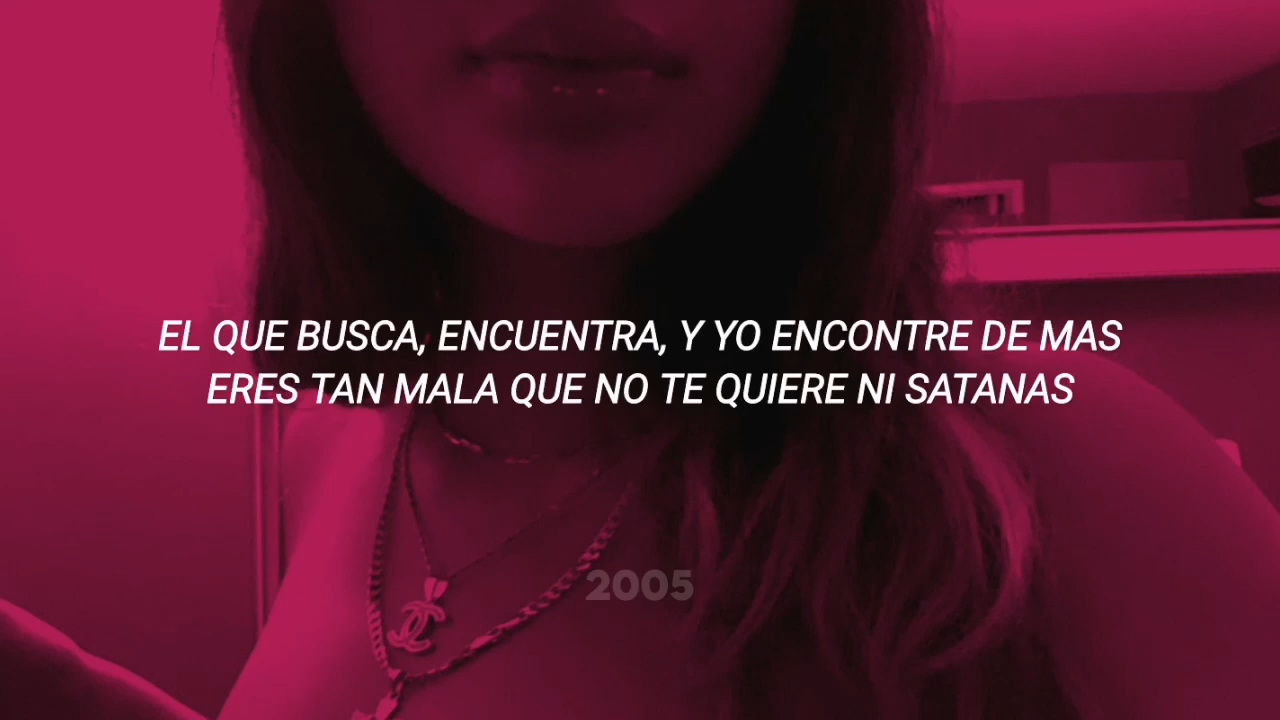 EL QUE BUSCA, ENCUENTRA, Y YO ENCONTRE DE MAS
ERES TAN MALA QUE NO TE QUIERE NI SATANAS
2005